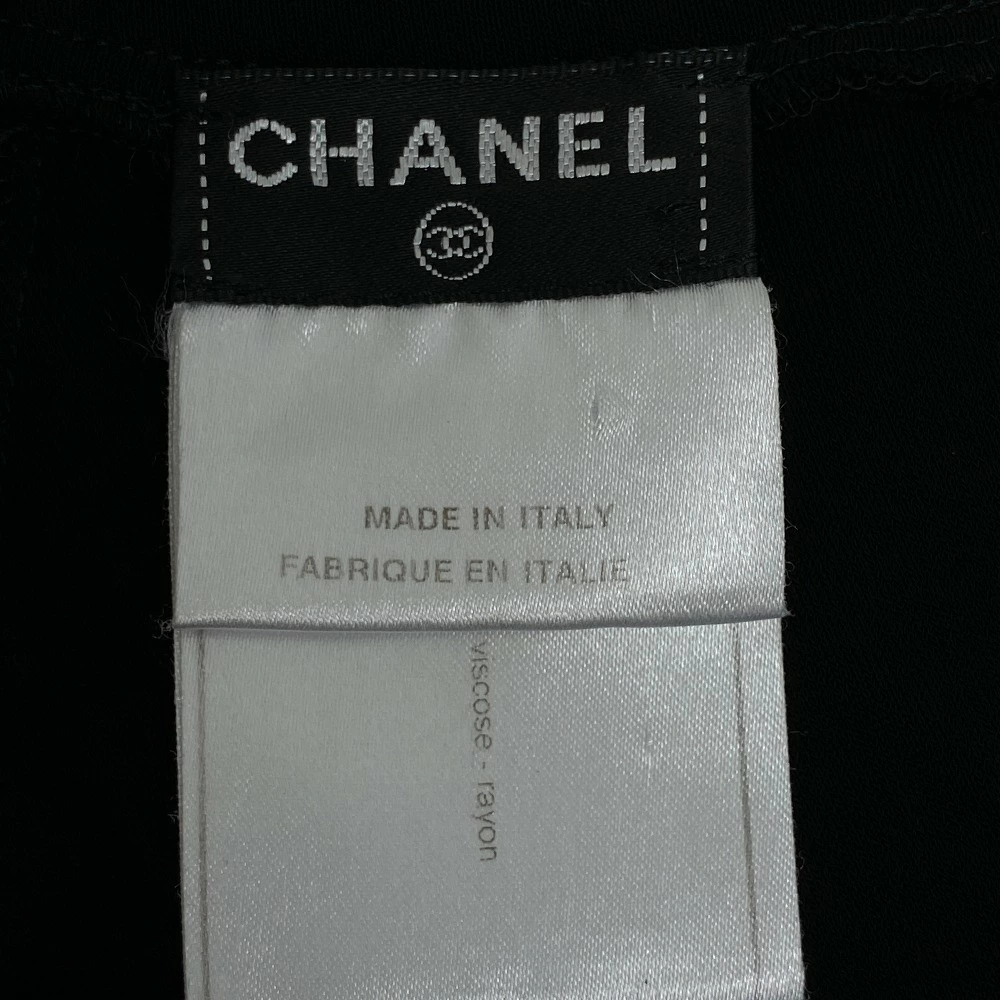 CHANEL
MADE IN ITALY
FABRIQUE EN ITALIE
viscose - rayon